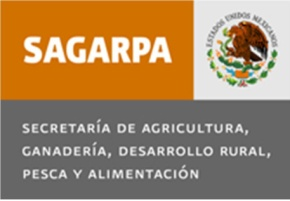 SAGARPA
ESTADOS UNIDOS MEXICANOS
SECRETARÍA DE AGRICULTURA,
GANADERÍA, DESARROLLO RURAL,
PESCA Y ALIMENTACIÓN